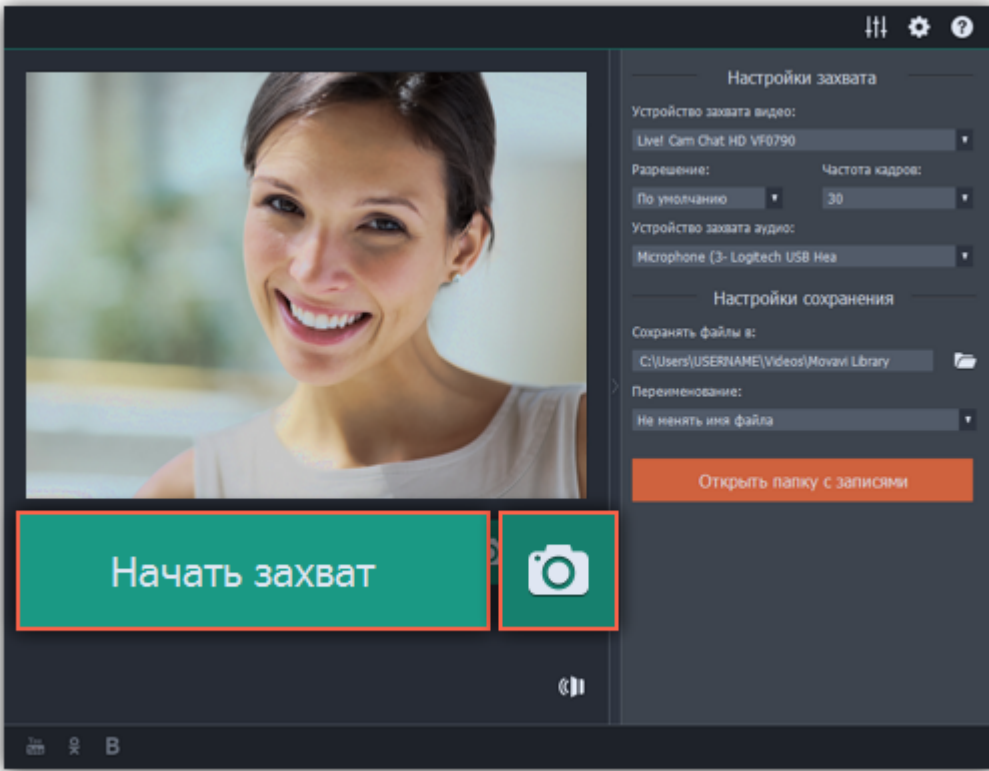 Настройки захвата
Устройство захвата видео:
Live! Cam Chat HD VF0790
Разрешение: Частота кадров:
По умолчанию 30
Устройство захвата аудио:
Microphone (3- Logitech USB Hea
Настройки сохранения
Сохранять файлы в:
C:\Users\USERNAME\Videos\Movavi Library
Переименование:
Не менять имя файла
Открыть папку с записями
Начать захват
You Tube